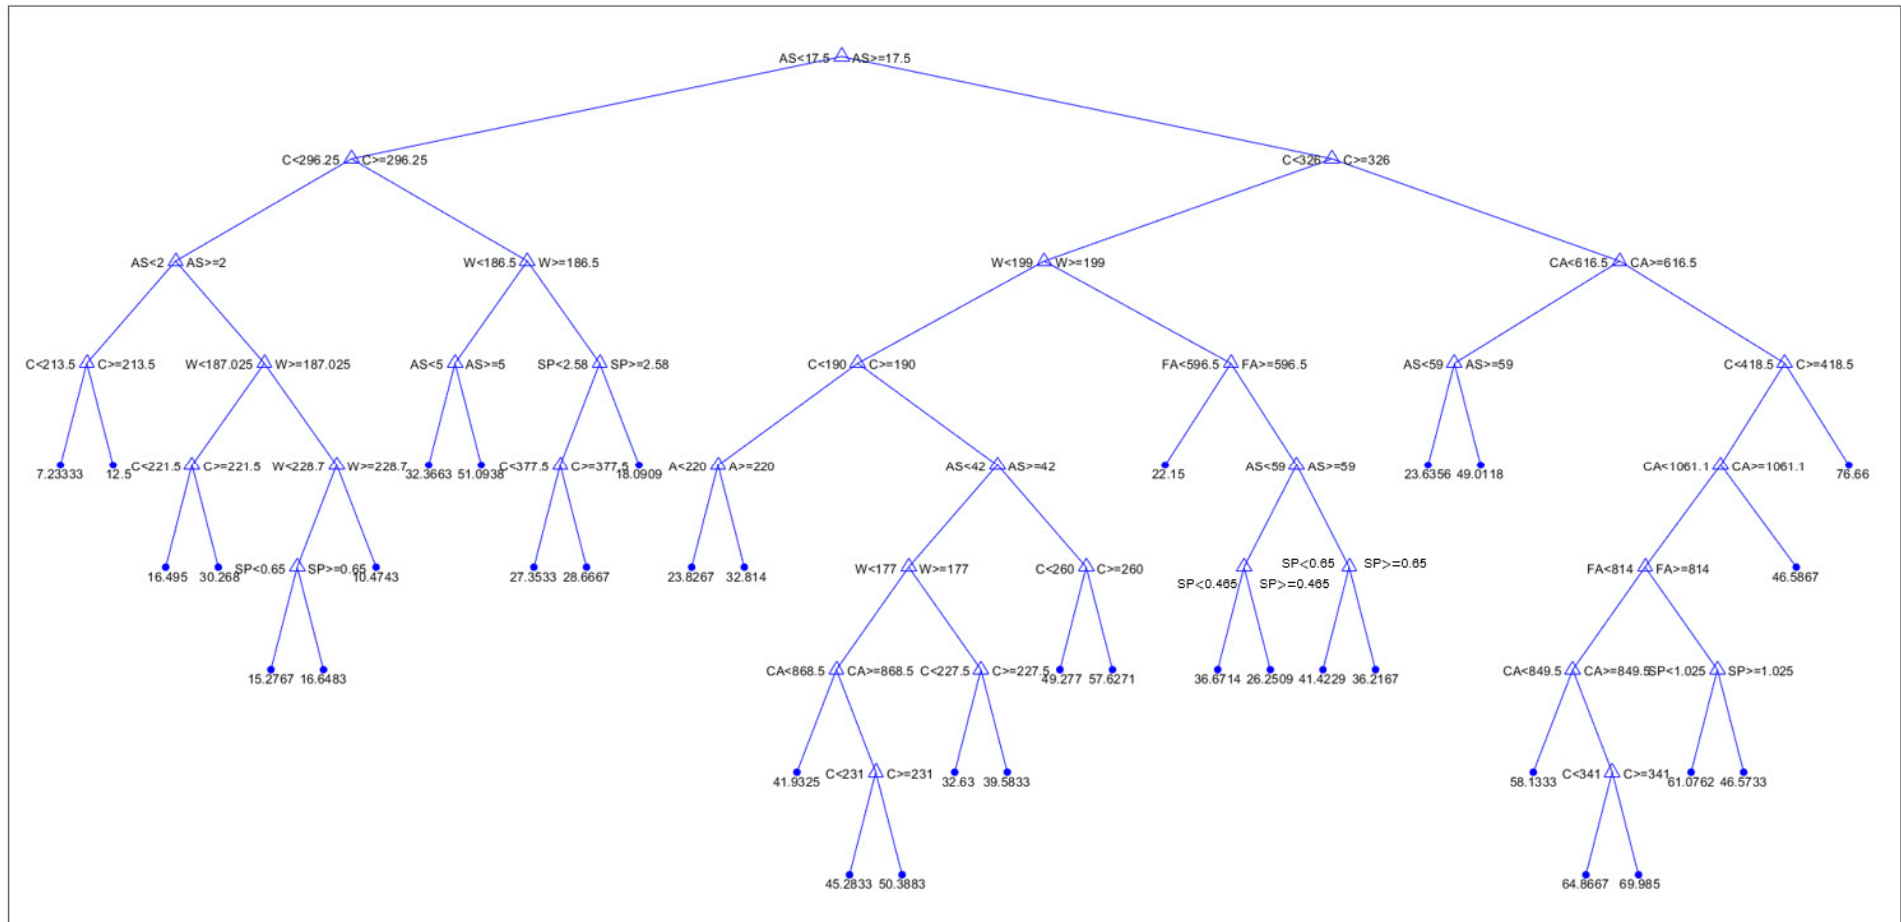 AS<17.5 AS>=17.5
C<296.25 C>=296.25 C<326 C>=326
AS<2 AS>=2 W<186.5 W>=186.5 W<199 W>=199 CA<616.5 CA>=616.5
C<213.5 C>=213.5 W<187.025 W>=187.025 AS<5 AS>=5 SP<2.58 SP>=2.58 C<190 C>=190 FA<596.5 FA>=596.5 AS<59 AS>=59 C<418.5 C>=418.5
7.23333 12.5 C<221.5 C>=221.5 W<228.7 W>=228.7 32.3663 51.0938 C<377.5 C>=377.5 18.0909 A<220 A>=220 AS<42 AS>=42 22.15 AS<59 AS>=59 23.6356 49.0118 CA<1061.1 CA>=1061.1 76.66
16.495 30.268 SP<0.65 SP>=0.65 10.4743 27.3533 28.6667 23.8267 32.814 W<177 W>=177 C<260 C>=260 SP<0.65 SP>=0.65 FA<814 FA>=814 46.5867
SP<0.465 SP>=0.465
15.2767 16.6483 CA<868.5 CA>=868.5 C<227.5 C>=227.5 49.277 57.6271 36.6714 26.2509 41.4229 36.2167 CA<849.5 CA>=849.5 SP<1.025 SP>=1.025
41.9325 C<231 C>=231 32.63 39.5833 58.1333 C<341 C>=341 61.0762 46.5733
45.2833 50.3883 64.8667 69.985